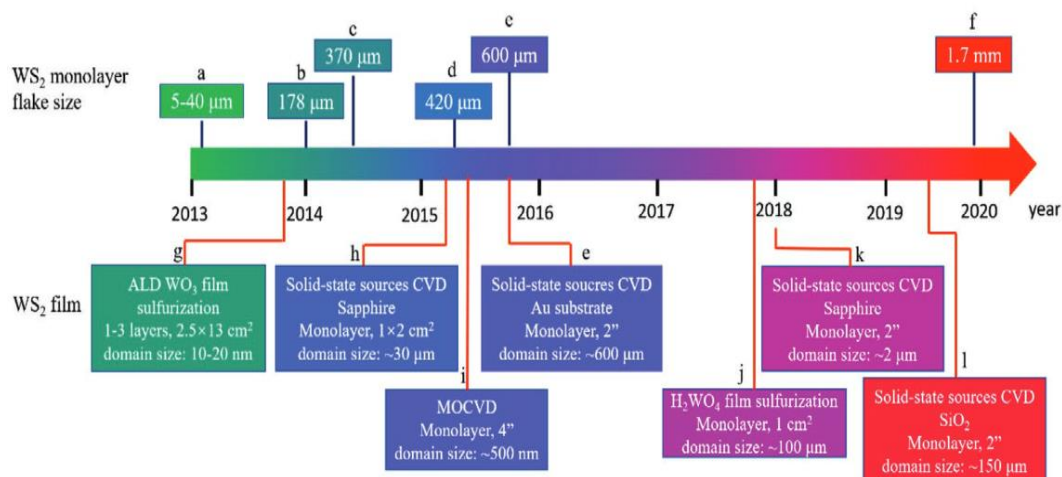 c
e
370 μm
600 μm
f
1.7 mm
WS₂ monolayer
flake size
a
b
d
5-40 μm
178 μm
420 μm
2013
2014
2015
2016
2017
2018
2019
2020
year
WS₂ film
g
ALD WO₃ film
sulfurization
1-3 layers, 2.5×13 cm²
domain size: 10-20 nm
h
Solid-state sources CVD
Sapphire
Monolayer, 1×2 cm²
domain size: ~30 μm
e
Solid-state soucres CVD
Au substrate
Monolayer, 2”
domain size: ~600 μm
k
Solid-state sources CVD
Sapphire
Monolayer, 2”
domain size: ~2 μm
i
MOCVD
Monolayer, 4”
domain size: ~500 nm
j
H₂WO₄ film sulfurization
Monolayer, 1 cm²
domain size: ~100 μm
l
Solid-state sources CVD
SiO₂
Monolayer, 2”
domain size: ~150 μm